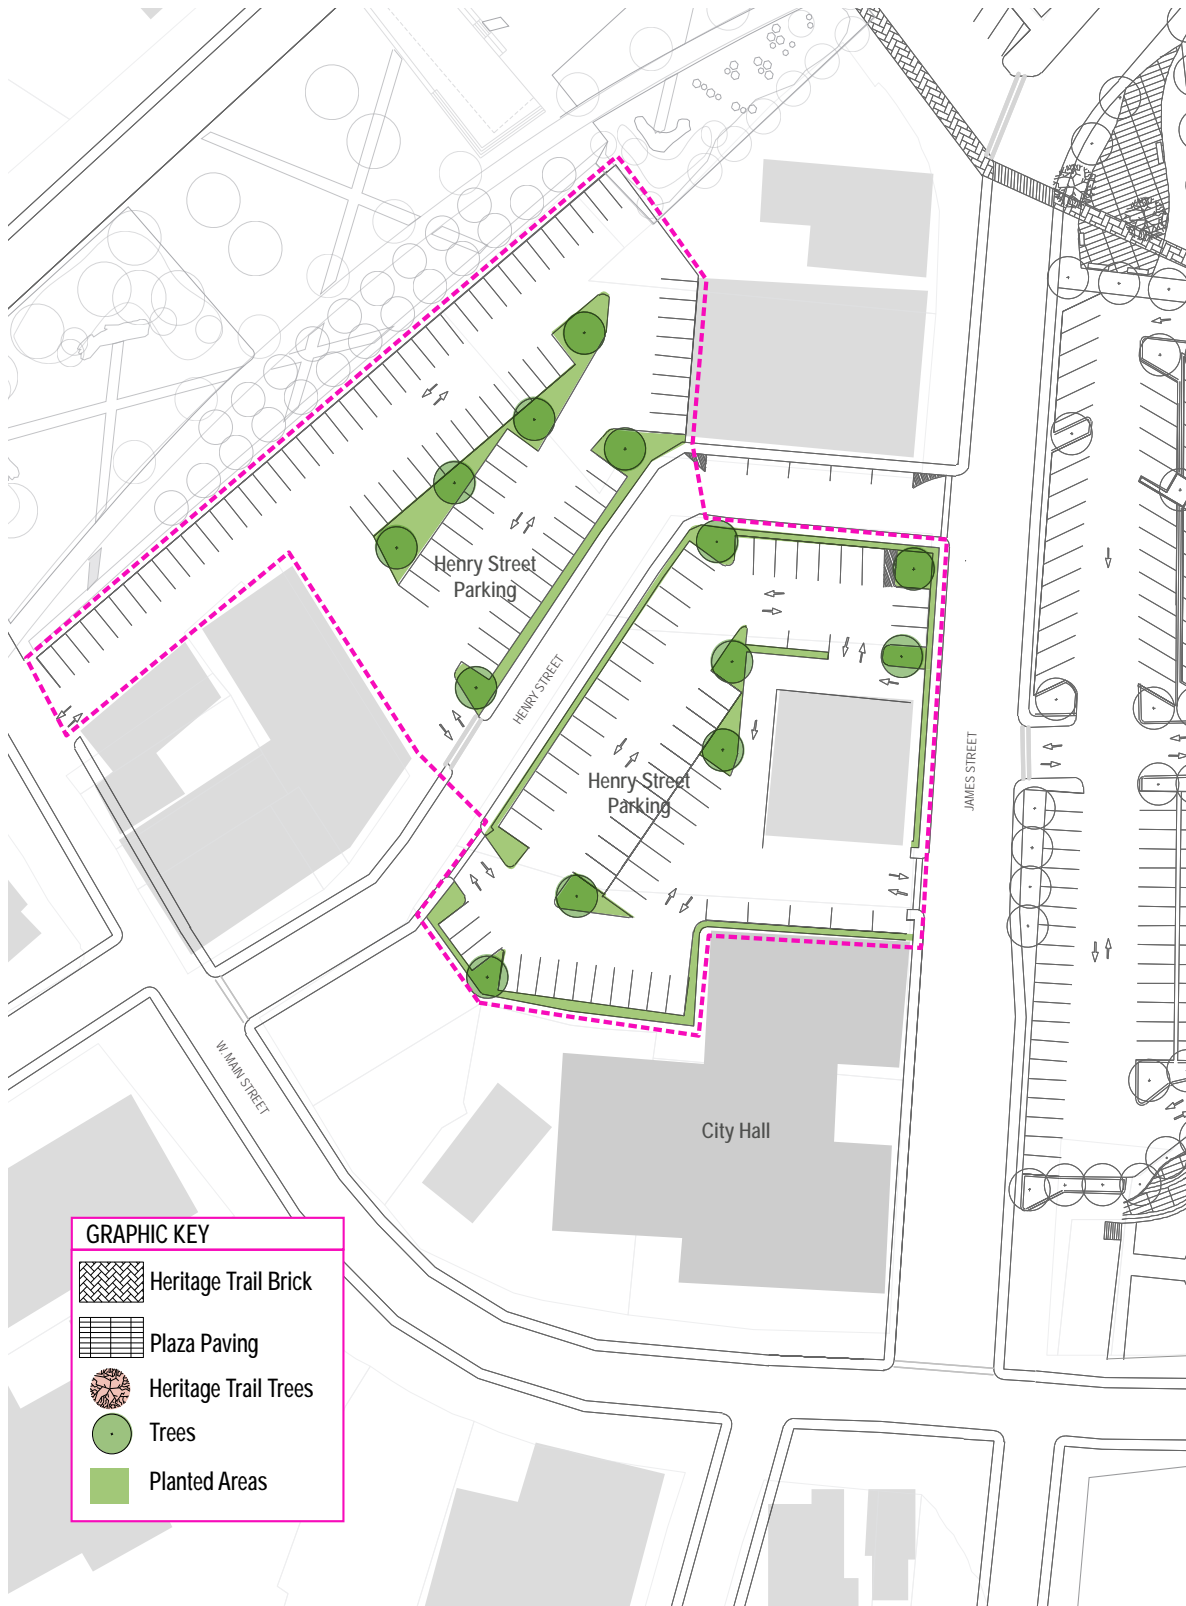 Henry Street
Parking
HENRY STREET
Henry Street
Parking
JAMES STREET
W. MAIN STREET
City Hall
GRAPHIC KEY
Heritage Trail Brick
Plaza Paving
Heritage Trail Trees
Trees
Planted Areas